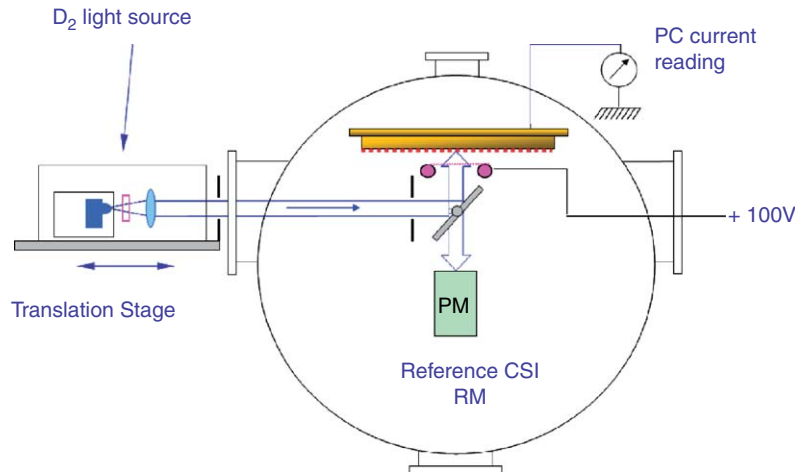 D₂ light source
PC current
reading
+ 100V
Translation Stage
PM
Reference CSI
RM